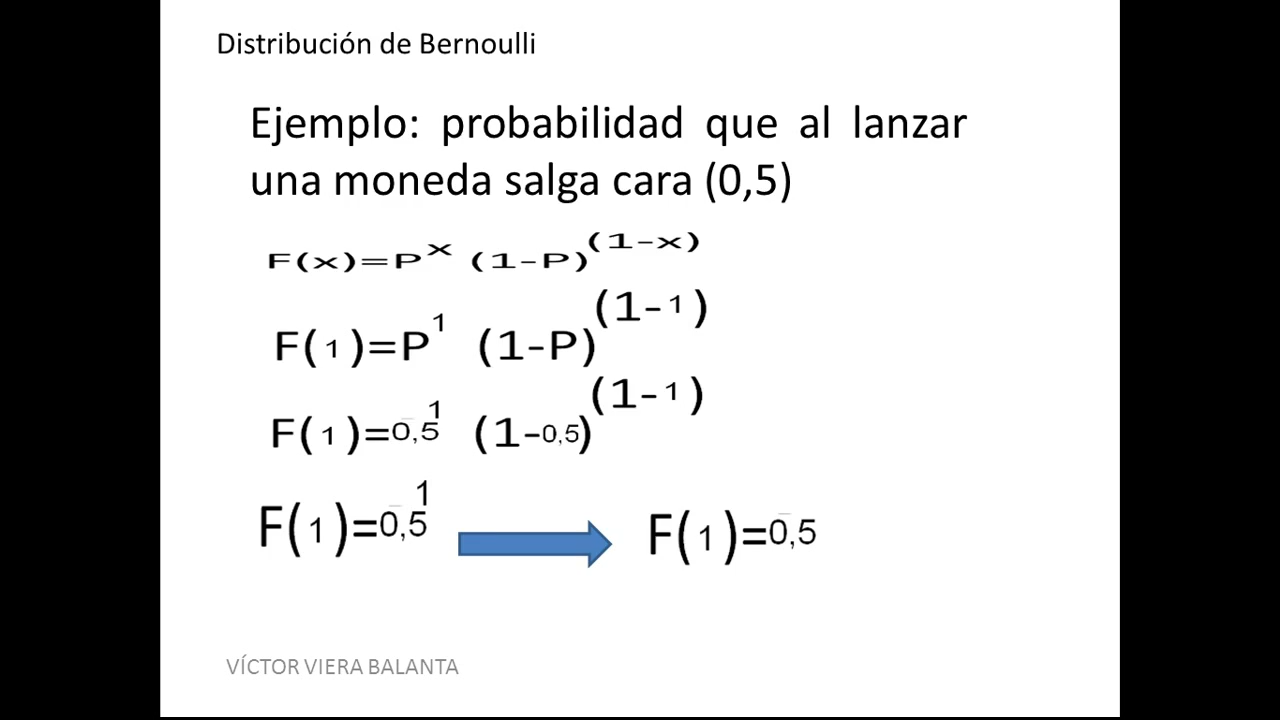 Distribución de Bernoulli
Ejemplo: probabilidad que al lanzar
una moneda salga cara (0,5)
F(x)=P^x (1-P)^(1-x)
F(1)=P^1 (1-P)^(1-1)
F(1)=0,5^1 (1-0,5)^(1-1)
F(1)=0,5^1 F(1)=0,5
VÍCTOR VIERA BALANTA